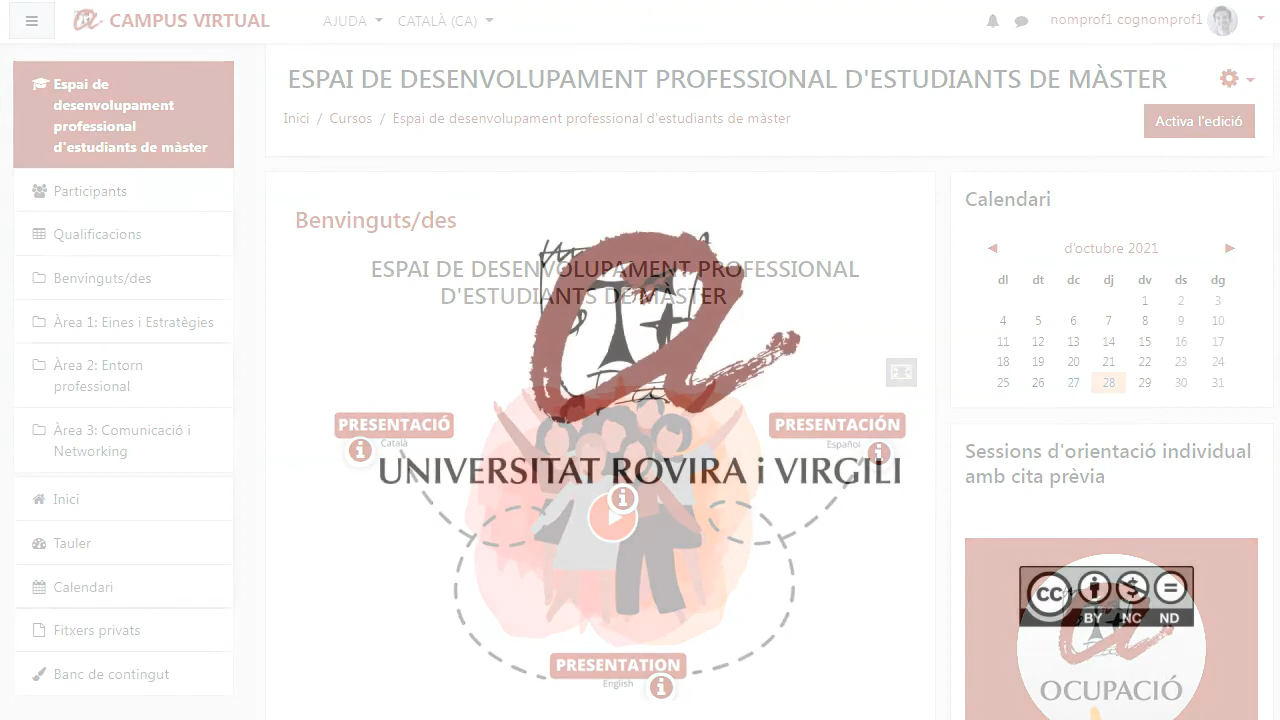 CAMPUS VIRTUAL
AJUDA
CATALÀ (CA)
nomprof1 cognomprof1
Espai de
desenvolupament
professional
d'estudiants de màster
Participants
Qualificacions
Benvinguts/des
Àrea 1: Eines i Estratègies
Àrea 2: Entorn
professional
Àrea 3: Comunicació i
Networking
Inici
Tauler
Calendari
Fitxers privats
Banc de contingut
ESPAI DE DESENVOLUPAMENT PROFESSIONAL D'ESTUDIANTS DE MÀSTER
Inici / Cursos / Espai de desenvolupament professional d'estudiants de màster
Activa l'edició
Benvinguts/des
ESPAI DE DESENVOLUPAMENT PROFESSIONAL
D'ESTUDIANTS DE MÀSTER
PRESENTACIÓ
Català
PRESENTACIÓN
Español
UNIVERSITAT ROVIRA i VIRGILI
PRESENTATION
English
Calendari
d'octubre 2021
dl dt dc dj dv ds dg
1 2 3
4 5 6 7 8 9 10
11 12 13 14 15 16 17
18 19 20 21 22 23 24
25 26 27 28 29 30 31
Sessions d'orientació individual
amb cita prèvia
CC
BY NC ND
OCUPACIÓ